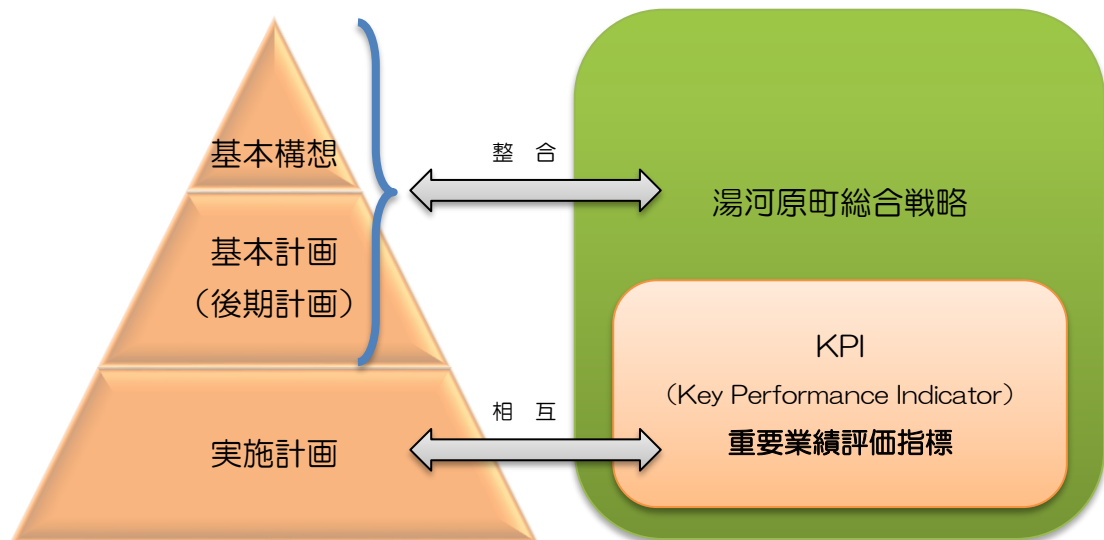 基本構想
基本計画
（後期計画）
実施計画
整　合
相　互
湯河原町総合戦略
KPI
（Key Performance Indicator）
重要業績評価指標